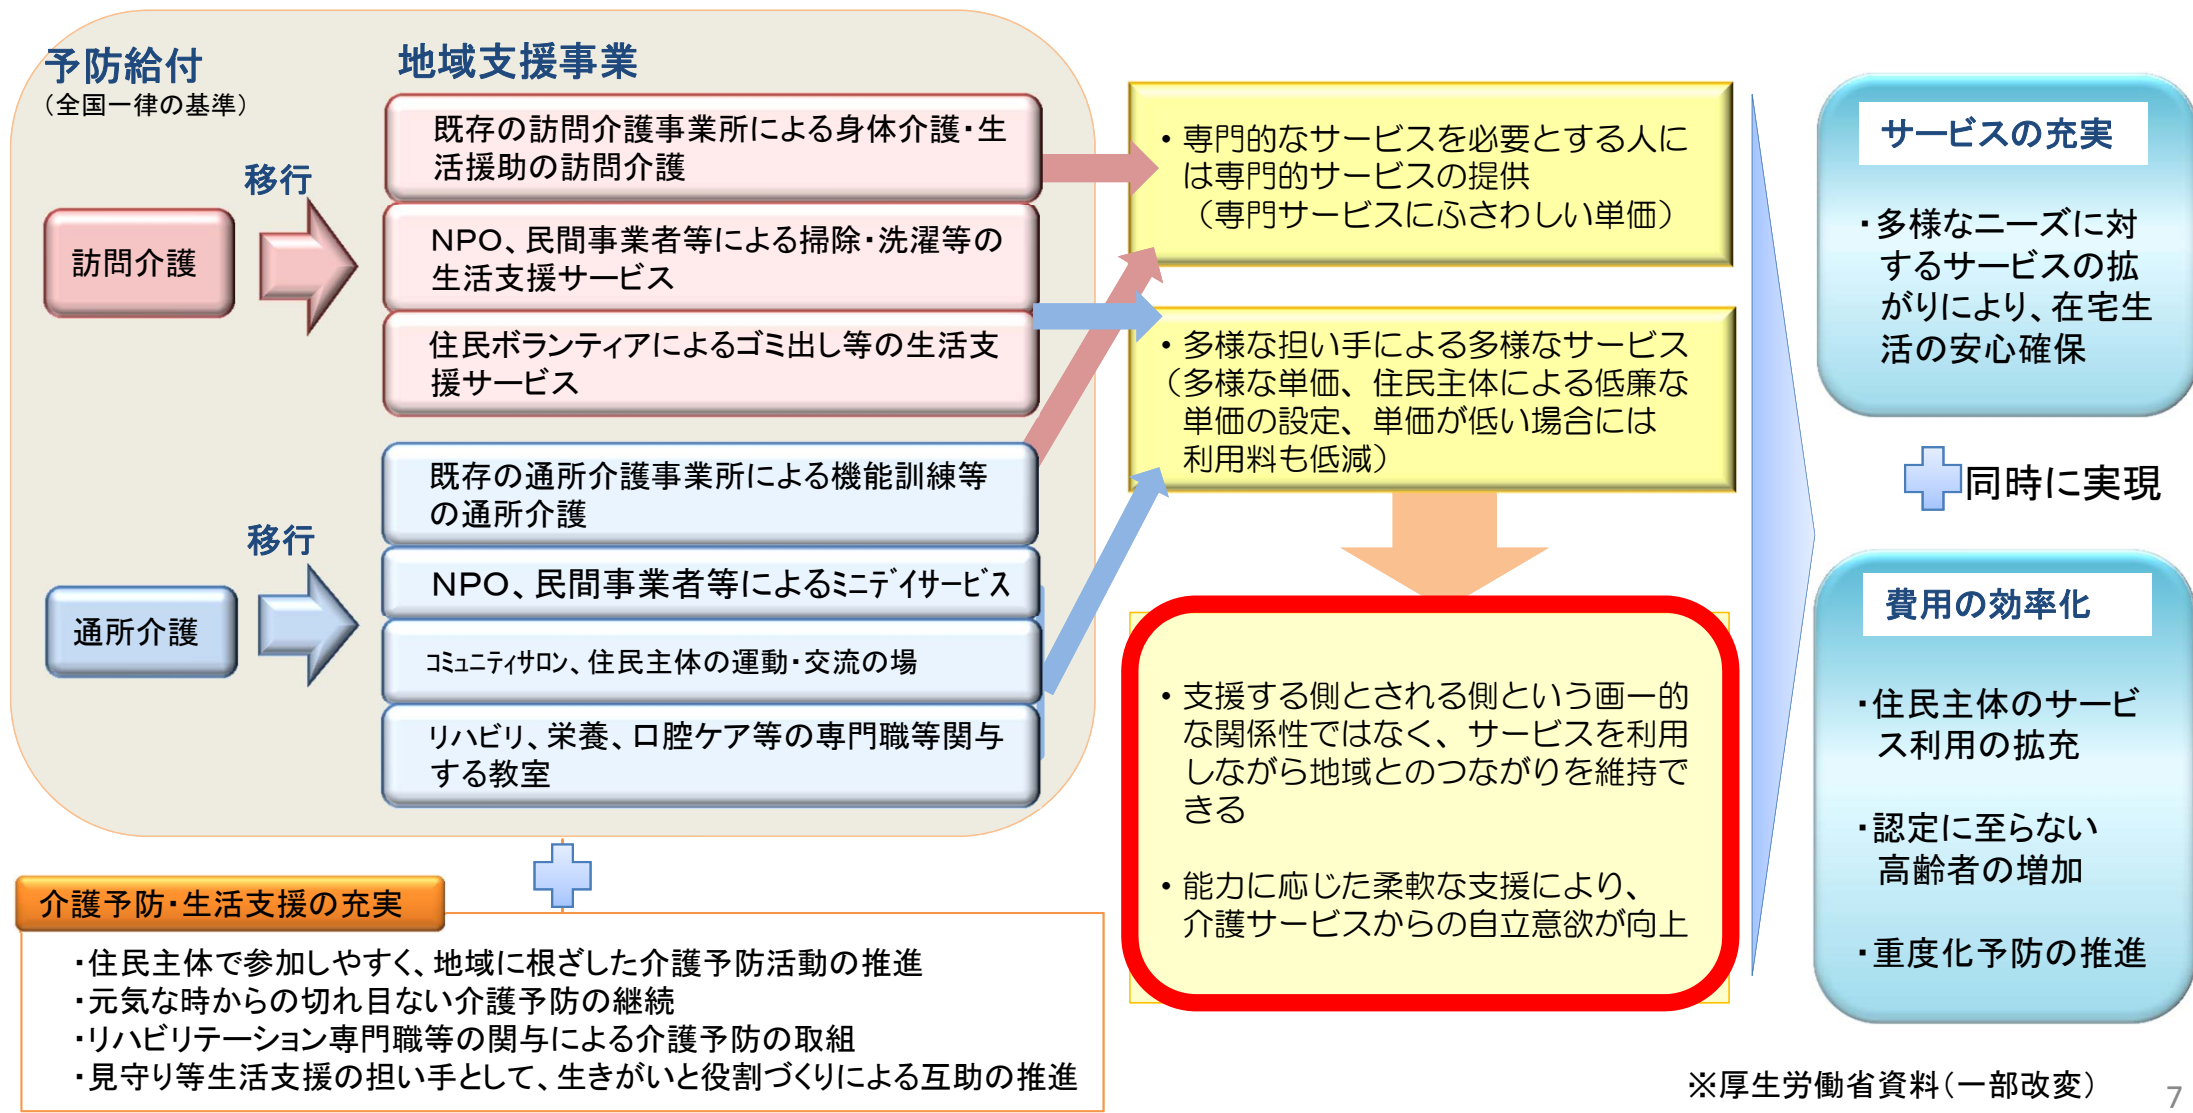 予防給付
(全国一律の基準)
地域支援事業
移行
訪問介護
既存の訪問介護事業所による身体介護・生
活援助の訪問介護
NPO、民間事業者等による掃除・洗濯等の
生活支援サービス
住民ボランティアによるゴミ出し等の生活支
援サービス
移行
通所介護
既存の通所介護事業所による機能訓練等
の通所介護
NPO、民間事業者等によるミニデイサービス
コミュニティサロン、住民主体の運動・交流の場
リハビリ、栄養、口腔ケア等の専門職等関与
する教室
介護予防・生活支援の充実
・住民主体で参加しやすく、地域に根ざした介護予防活動の推進
・元気な時からの切れ目ない介護予防の継続
・リハビリテーション専門職等の関与による介護予防の取組
・見守り等生活支援の担い手として、生きがいと役割づくりによる互助の推進
・専門的なサービスを必要とする人に
は専門的サービスの提供
(専門サービスにふさわしい単価)
・多様な担い手による多様なサービス
(多様な単価、住民主体による低廉な
単価の設定、単価が低い場合には
利用料も低減)
・支援する側とされる側という画一的
な関係性ではなく、サービスを利用
しながら地域とのつながりを維持で
きる
・能力に応じた柔軟な支援により、
介護サービスからの自立意欲が向上
サービスの充実
・多様なニーズに対
するサービスの拡
がりにより、在宅生
活の安心確保
同時に実現
費用の効率化
・住民主体のサービ
ス利用の拡充
・認定に至らない
高齢者の増加
・重度化予防の推進
※厚生労働省資料(一部改変)
7